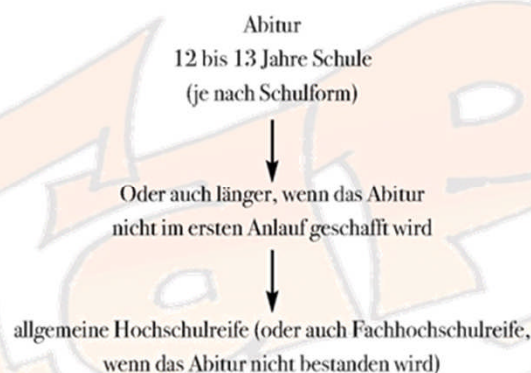 Abitur
12 bis 13 Jahre Schule
(je nach Schulform)
Oder auch länger, wenn das Abitur
nicht im ersten Anlauf geschafft wird
allgemeine Hochschulreife (oder auch Fachhochschulreife,
wenn das Abitur nicht bestanden wird)